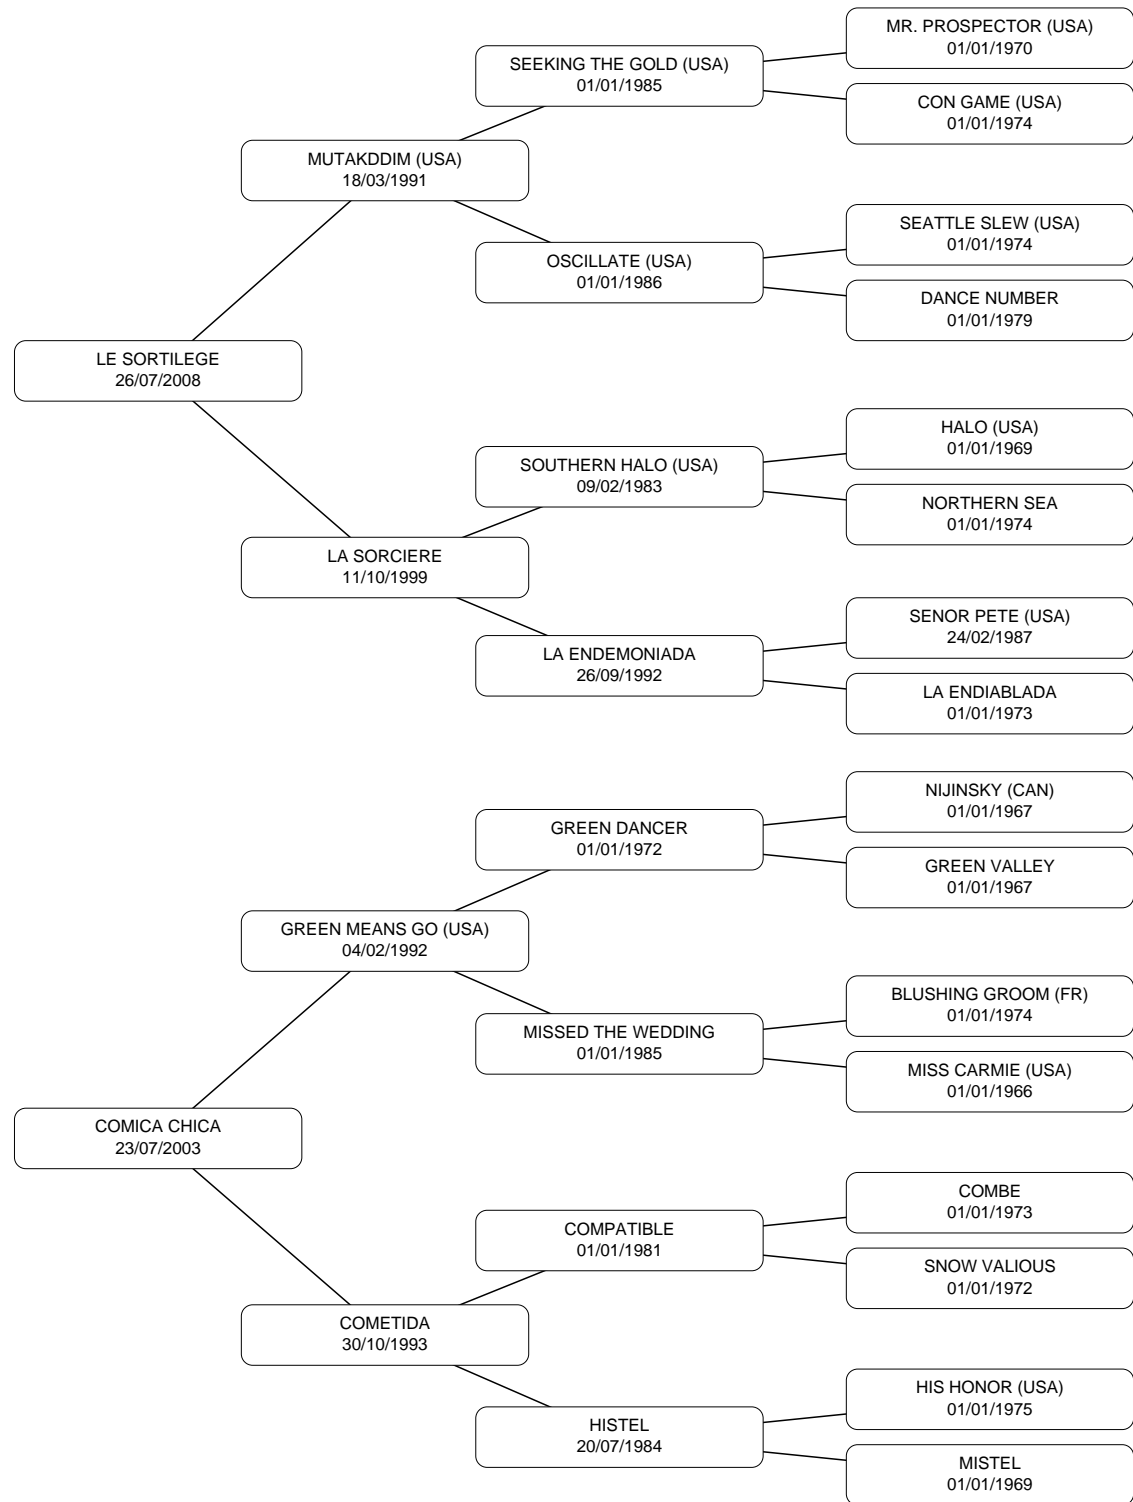 MR. PROSPECTOR (USA)
01/01/1970
SEEKING THE GOLD (USA)
01/01/1985
CON GAME (USA)
01/01/1974
MUTAKDDIM (USA)
18/03/1991
SEATTLE SLEW (USA)
01/01/1974
OSCILLATE (USA)
01/01/1986
DANCE NUMBER
01/01/1979
LE SORTILEGE
26/07/2008
HALO (USA)
01/01/1969
SOUTHERN HALO (USA)
09/02/1983
NORTHERN SEA
01/01/1974
LA SORCIERE
11/10/1999
SENOR PETE (USA)
24/02/1987
LA ENDEMONIADA
26/09/1992
LA ENDIABLADA
01/01/1973
NIJINSKY (CAN)
01/01/1967
GREEN DANCER
01/01/1972
GREEN VALLEY
01/01/1967
GREEN MEANS GO (USA)
04/02/1992
BLUSHING GROOM (FR)
01/01/1974
MISSED THE WEDDING
01/01/1985
MISS CARMIE (USA)
01/01/1966
COMICA CHICA
23/07/2003
COMBE
01/01/1973
COMPATIBLE
01/01/1981
SNOW VALIOUS
01/01/1972
COMETIDA
30/10/1993
HIS HONOR (USA)
01/01/1975
HISTEL
20/07/1984
MISTEL
01/01/1969